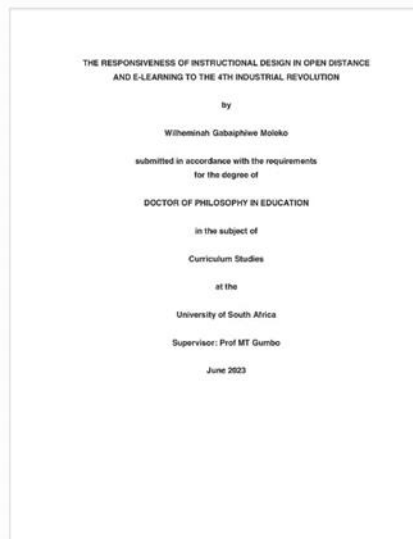 THE RESPONSIVENESS OF INSTRUCTIONAL DESIGN IN OPEN DISTANCE
AND E-LEARNING TO THE 4TH INDUSTRIAL REVOLUTION
by
Wilheminah Gabaiphiwe Moleko
submitted in accordance with the requirements
for the degree of
DOCTOR OF PHILOSOPHY IN EDUCATION
in the subject of
Curriculum Studies
at the
University of South Africa
Supervisor: Prof MT Gumbo
June 2023